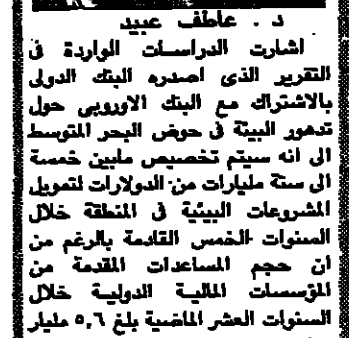 د . عاطف عبيد
اشارت الدراسات الواردة فى
التقرير الذى اصدره البنك الدولى
بالاشتراك مع البنك الاوروبى حول
تدهور البيئة فى حوض البحر المتوسط
الى انه سيتم تخصيص مابين خمسة
الى ستة مليارات من الدولارات لتمويل
المشروعات البيئية فى المنطقة خلال
السنوات الخمس القادمة بالرغم من
ان حجم المساعدات المقدمة من
المؤسسات المالية الدولية خلال
السنوات العشر الماضية بلغ ٥,٦ مليار